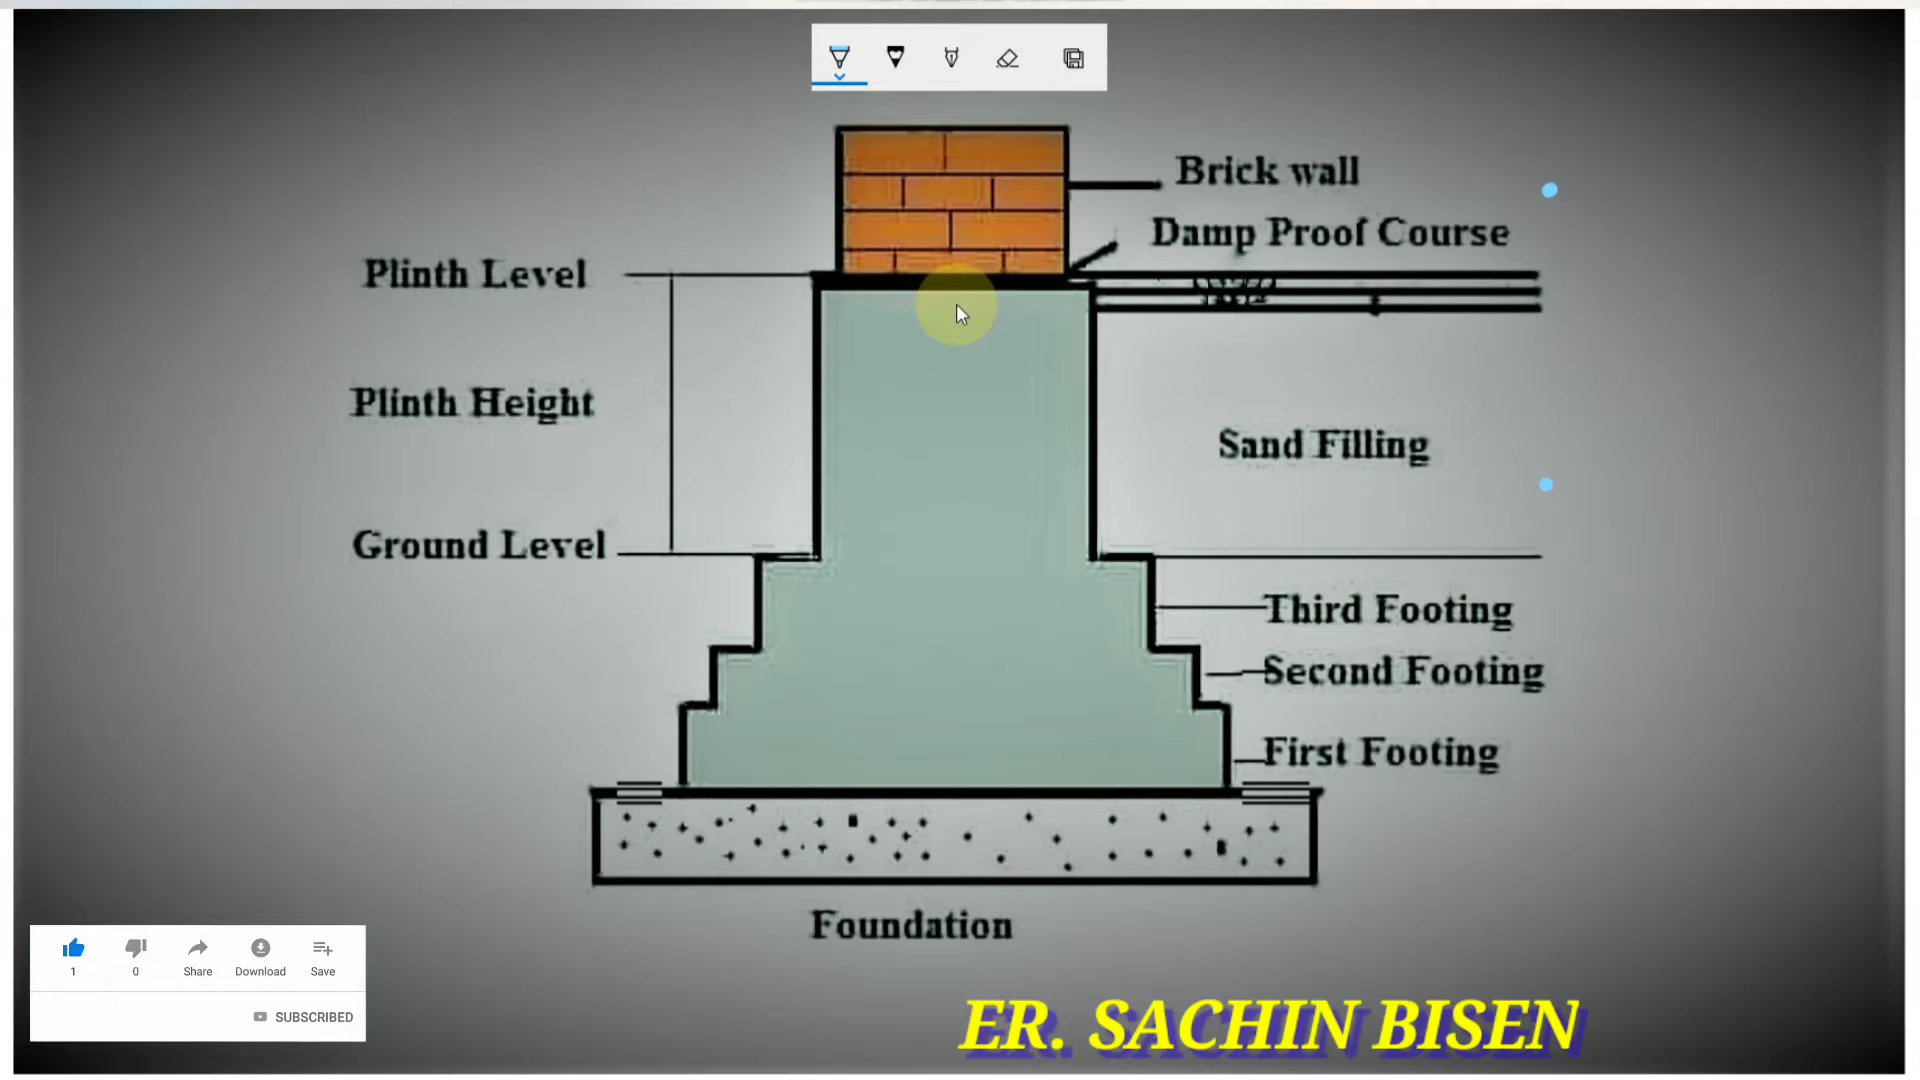 Brick wall
Damp Proof Course
Plinth Level
Plinth Height
Sand Filling
Ground Level
Third Footing
Second Footing
First Footing
Foundation
1
0
Share
Download
Save
SUBSCRIBED
ER. SACHIN BISEN